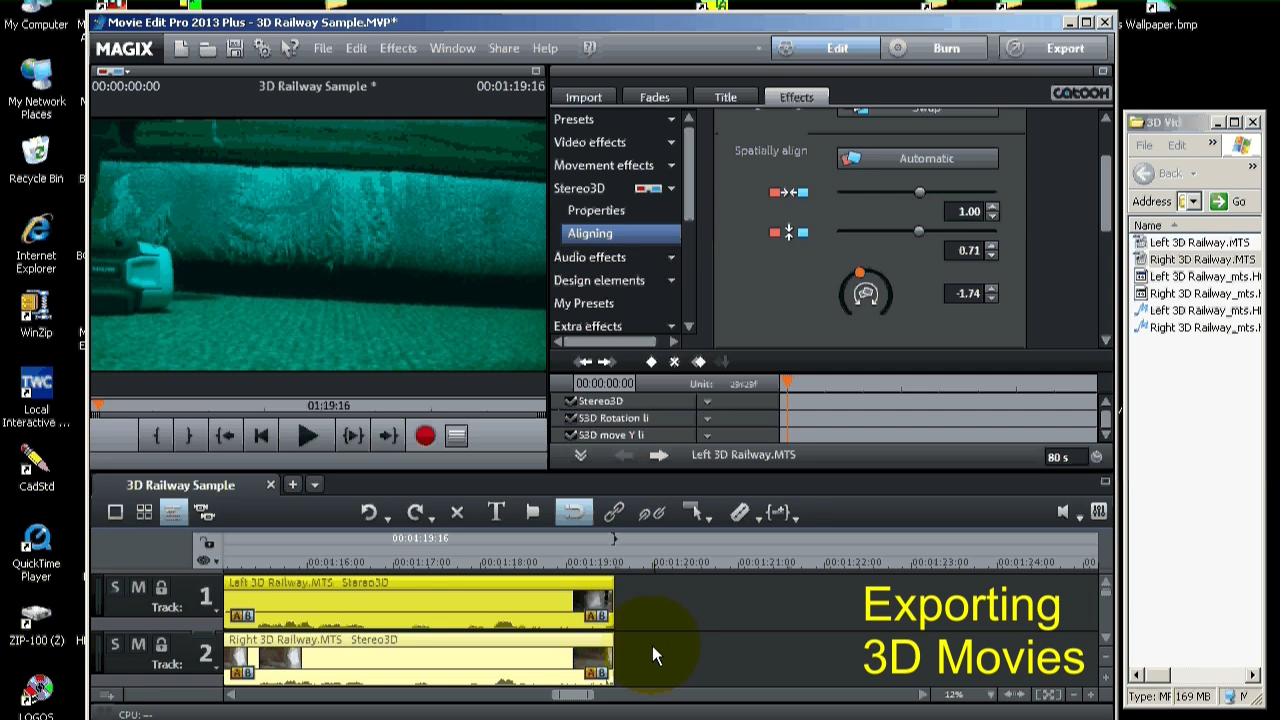 My Computer
My Network Places
Recycle Bin
Internet Explorer
WinZip
Local Interactive ...
CadStd
QuickTime Player
ZIP-100 (Z)
LOGOS
Wallpaper.bmp
Movie Edit Pro 2013 Plus - 3D Railway Sample.MVP*
MAGIX
File Edit Effects Window Share Help
Edit Burn Export
00:00:00:00 3D Railway Sample * 00:01:19:16
01:19:16
Import Fades Title Effects
catooh
Presets
Video effects
Movement effects
Stereo3D
Properties
Aligning
Audio effects
Design elements
My Presets
Extra effects
Swap
Spatially align
Automatic
1.00
0.71
-1.74
00:00:00:00 Unit:
Stereo3D
S3D Rotation li
S3D move Y li
Left 3D Railway.MTS
80 s
3D Railway Sample
00:01:19:16
00:01:16:00 00:01:17:00 00:01:18:00 00:01:19:00 00:01:20:00 00:01:21:00 00:01:22:00 00:01:23:00 00:01:24:00 00
S M
Track: 1
Left 3D Railway.MTS Stereo3D
A B A B
S M
Track: 2
Right 3D Railway.MTS Stereo3D
A B A B
Exporting
3D Movies
12%
CPU: --
3D Vid
File Edit »
Back
Address Go
Name
Left 3D Railway.MTS
Right 3D Railway.MTS
Left 3D Railway_mts.H
Right 3D Railway_mts.
Left 3D Railway_mts.H
Right 3D Railway_mts.
Type: MF 169 MB